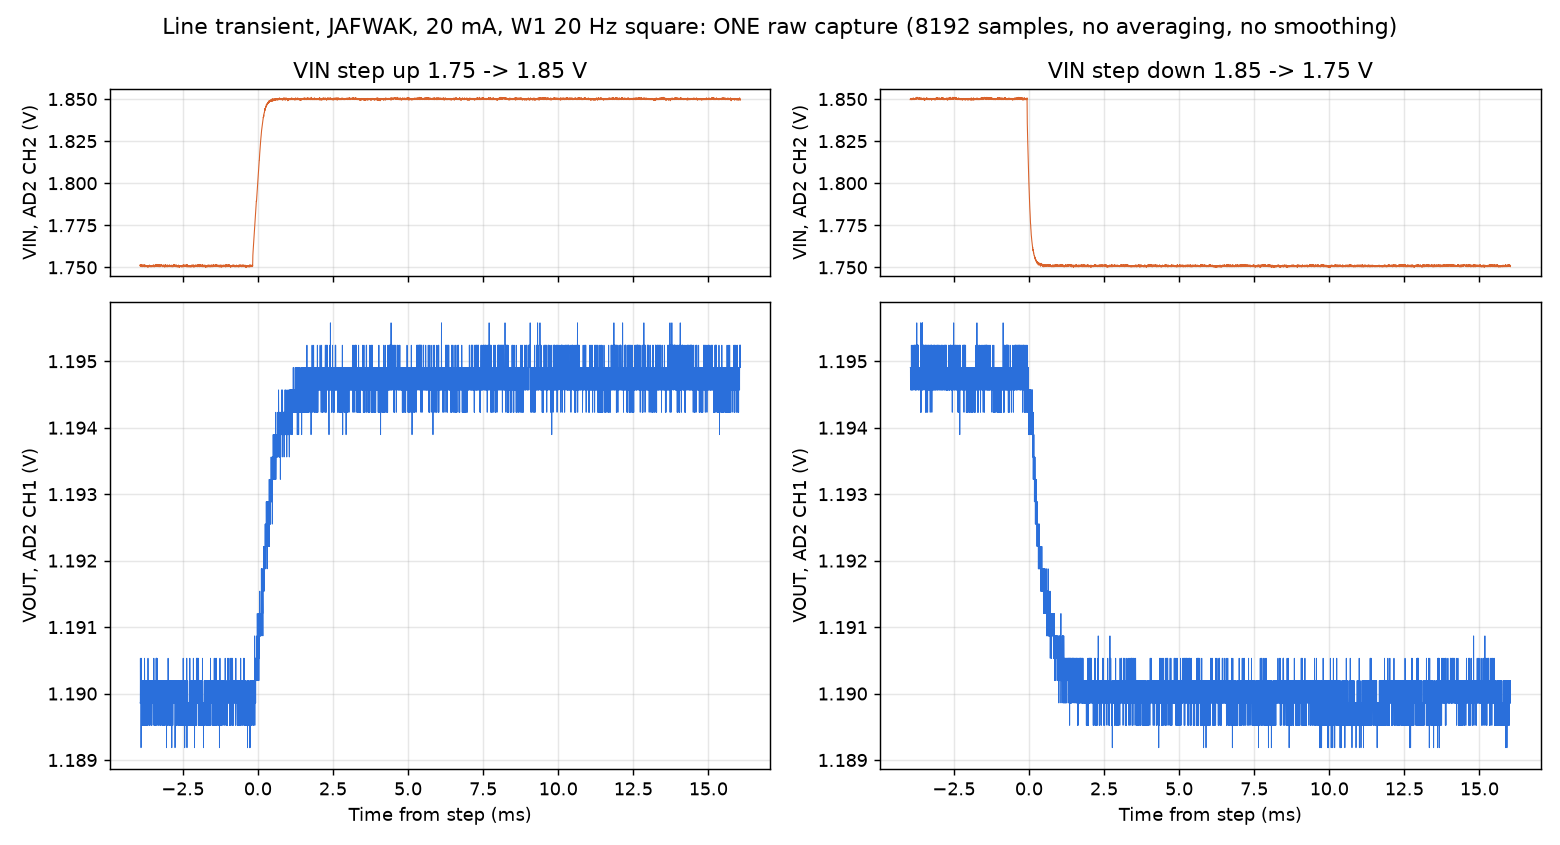 Line transient, JAFWAK, 20 mA, W1 20 Hz square: ONE raw capture (8192 samples, no averaging, no smoothing)
VIN step up 1.75 -> 1.85 V
VIN, AD2 CH2 (V)
1.850
1.825
1.800
1.775
1.750
VIN step down 1.85 -> 1.75 V
VIN, AD2 CH2 (V)
1.850
1.825
1.800
1.775
1.750
VOUT, AD2 CH1 (V)
1.195
1.194
1.193
1.192
1.191
1.190
1.189
−2.5 0.0 2.5 5.0 7.5 10.0 12.5 15.0
Time from step (ms)
VOUT, AD2 CH1 (V)
1.195
1.194
1.193
1.192
1.191
1.190
1.189
−2.5 0.0 2.5 5.0 7.5 10.0 12.5 15.0
Time from step (ms)